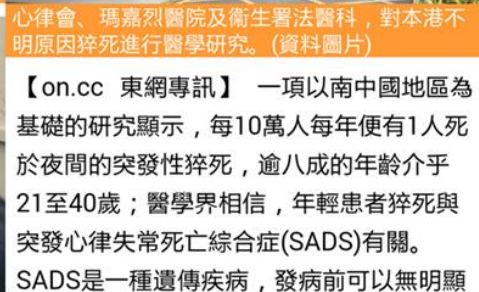 心律會、瑪嘉烈醫院及衞生署法醫科，對本港不
明原因猝死進行醫學研究。(資料圖片)
【on.cc 東網專訊】 一項以南中國地區為
基礎的研究顯示，每10萬人每年便有1人死
於夜間的突發性猝死，逾八成的年齡介乎
21至40歲；醫學界相信，年輕患者猝死與
突發心律失常死亡綜合症(SADS)有關。
SADS是一種遺傳疾病，發病前可以無明顯